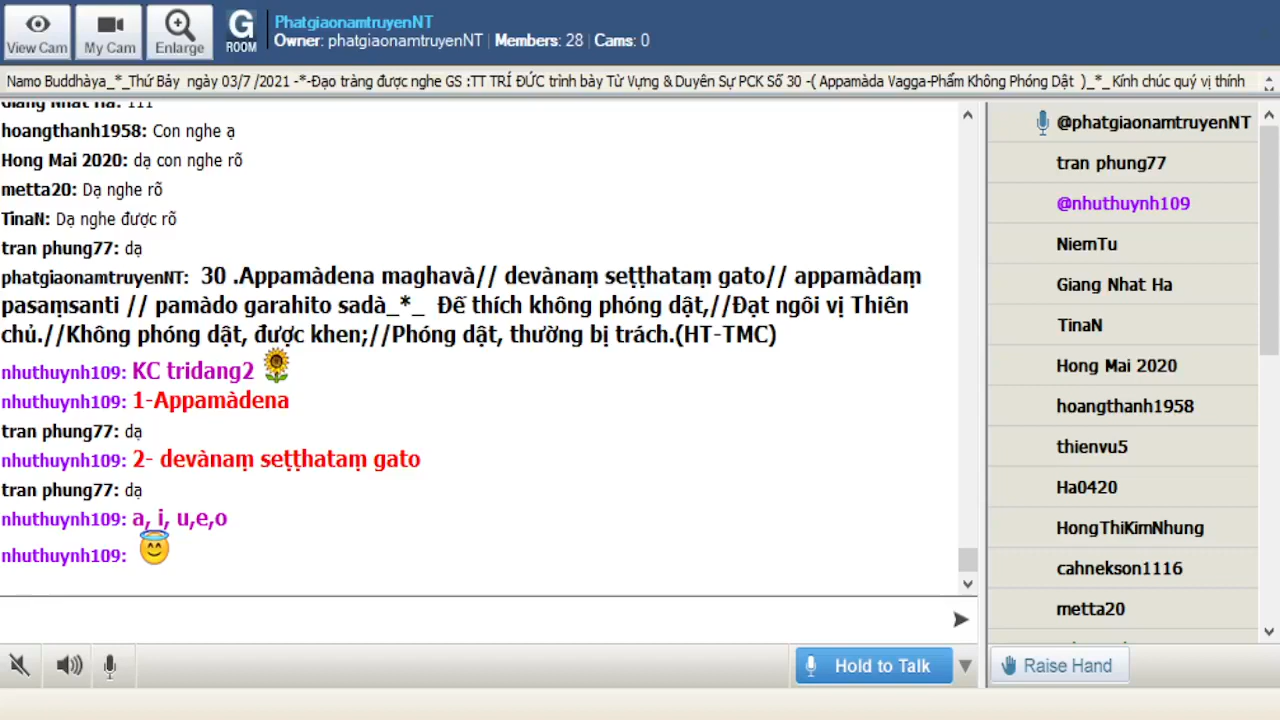 View Cam
My Cam
Enlarge
G
ROOM
PhatgiaonamtruyenNT
Owner: phatgiaonamtruyenNT | Members: 28 | Cams: 0
Namo Buddhàya_*_Thứ Bảy ngày 03/7 /2021 -*-Đạo tràng được nghe GS :TT TRÍ ĐỨC trình bày Từ Vựng & Duyên Sự PCK Số 30 -( Appamàda Vagga-Phẩm Không Phóng Dật )_*_Kính chúc quý vị thính
Giang Nhat Ha: 111
hoangthanh1958: Con nghe ạ
Hong Mai 2020: dạ con nghe rõ
metta20: Dạ nghe rõ
TinaN: Dạ nghe được rõ
tran phung77: dạ
phatgiaonamtruyenNT: 30 .Appamàdena maghavà// devànaṃ seṭṭhataṃ gato// appamàdaṃ
pasaṃsanti // pamàdo garahito sadà_*_ Đế thích không phóng dật,//Đạt ngôi vị Thiên
chủ.//Không phóng dật, được khen;//Phóng dật, thường bị trách.(HT-TMC)
nhuthuynh109: KC tridang2
nhuthuynh109: 1-Appamàdena
tran phung77: dạ
nhuthuynh109: 2- devànaṃ seṭṭhataṃ gato
tran phung77: dạ
nhuthuynh109: a, i, u,e,o
nhuthuynh109:
@phatgiaonamtruyenNT
tran phung77
@nhuthuynh109
NiemTu
Giang Nhat Ha
TinaN
Hong Mai 2020
hoangthanh1958
thienvu5
Ha0420
HongThiKimNhung
cahnekson1116
metta20
Hold to Talk
Raise Hand